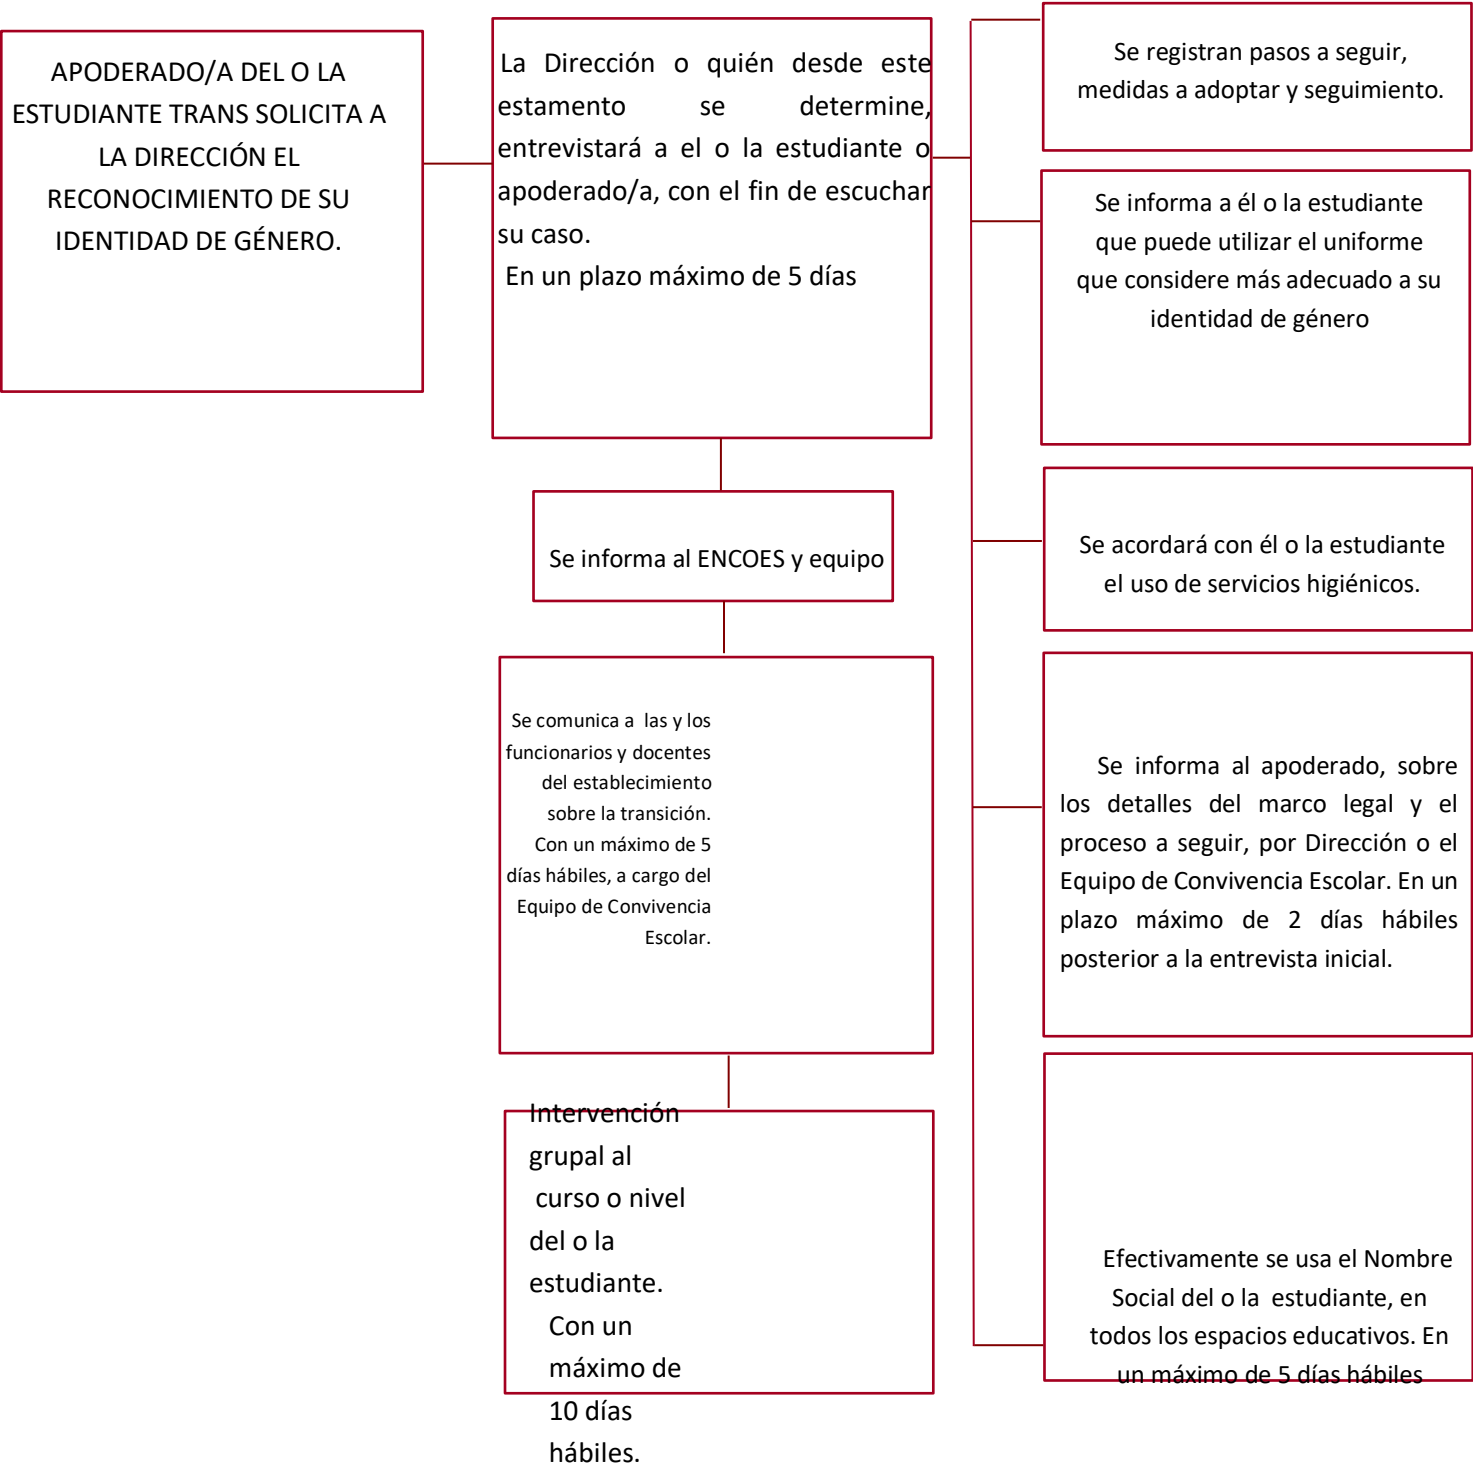 APODERADO/A DEL O LA
ESTUDIANTE TRANS SOLICITA A
LA DIRECCIÓN EL
RECONOCIMIENTO DE SU
IDENTIDAD DE GÉNERO.
La Dirección o quién desde este
estamento se determine,
entrevistará a el o la estudiante o
apoderado/a, con el fin de escuchar
su caso.
En un plazo máximo de 5 días
Se informa al ENCOES y equipo
Se comunica a las y los
funcionarios y docentes
del establecimiento
sobre la transición.
Con un máximo de 5
días hábiles, a cargo del
Equipo de Convivencia
Escolar.
Intervención
grupal al
curso o nivel
del o la
estudiante.
Con un
máximo de
10 días
hábiles.
Se registran pasos a seguir,
medidas a adoptar y seguimiento.
Se informa a él o la estudiante
que puede utilizar el uniforme
que considere más adecuado a su
identidad de género
Se acordará con él o la estudiante
el uso de servicios higiénicos.
Se informa al apoderado, sobre
los detalles del marco legal y el
proceso a seguir, por Dirección o el
Equipo de Convivencia Escolar. En un
plazo máximo de 2 días hábiles
posterior a la entrevista inicial.
Efectivamente se usa el Nombre
Social del o la estudiante, en
todos los espacios educativos. En
un máximo de 5 días hábiles